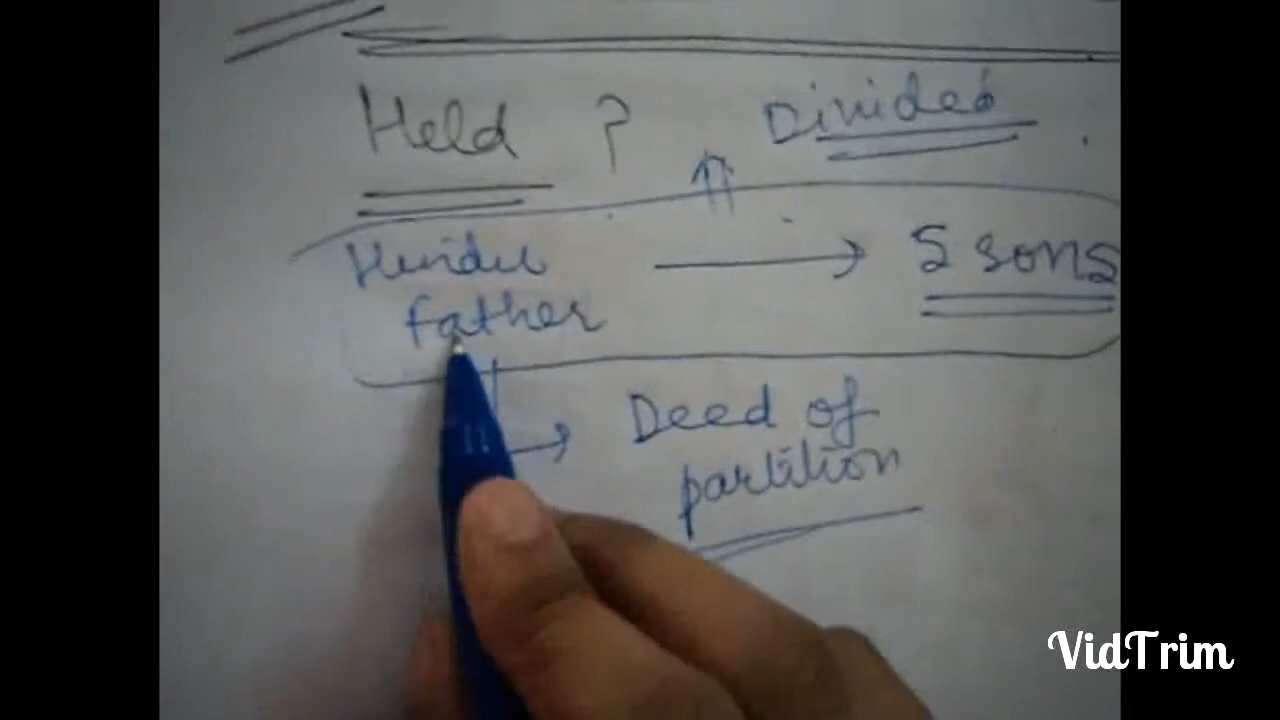 Held ? Divided
Hindu
father → 5 sons
→ Deed of
partition
VidTrim